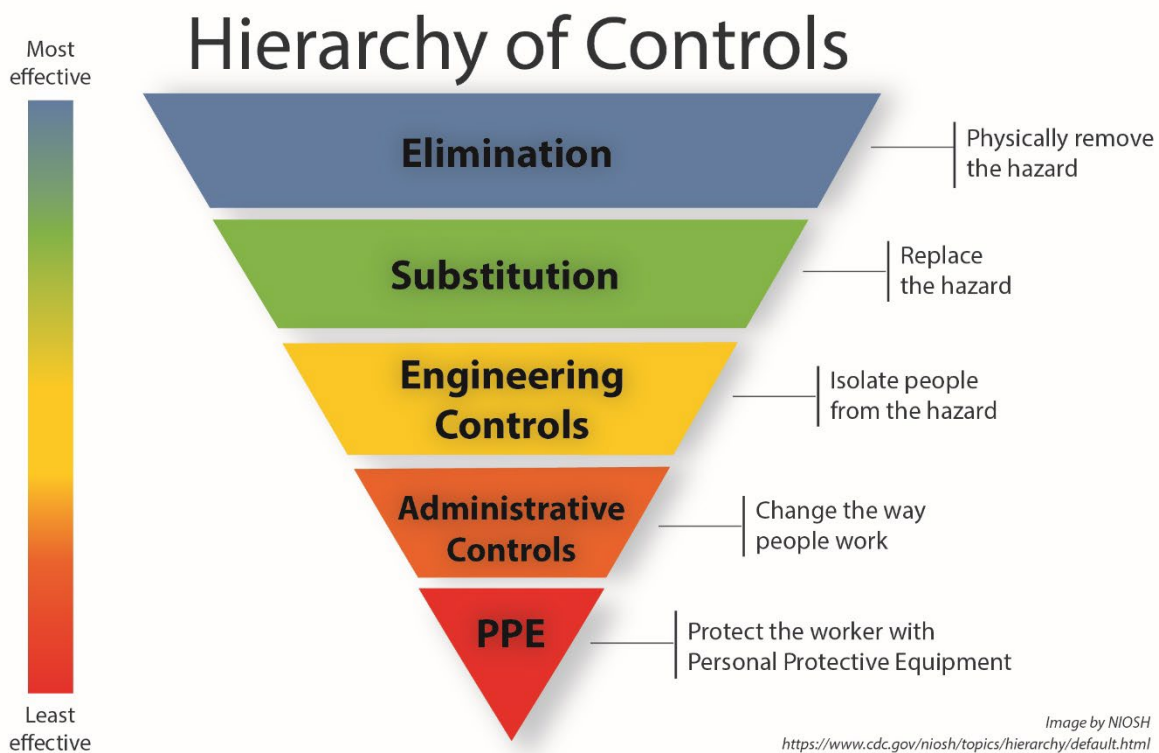 Hierarchy of Controls
Most
effective
Elimination
Physically remove
the hazard
Substitution
Replace
the hazard
Engineering
Controls
Isolate people
from the hazard
Administrative
Controls
Change the way
people work
PPE
Protect the worker with
Personal Protective Equipment
Least
effective
Image by NIOSH
https://www.cdc.gov/niosh/topics/hierarchy/default.html